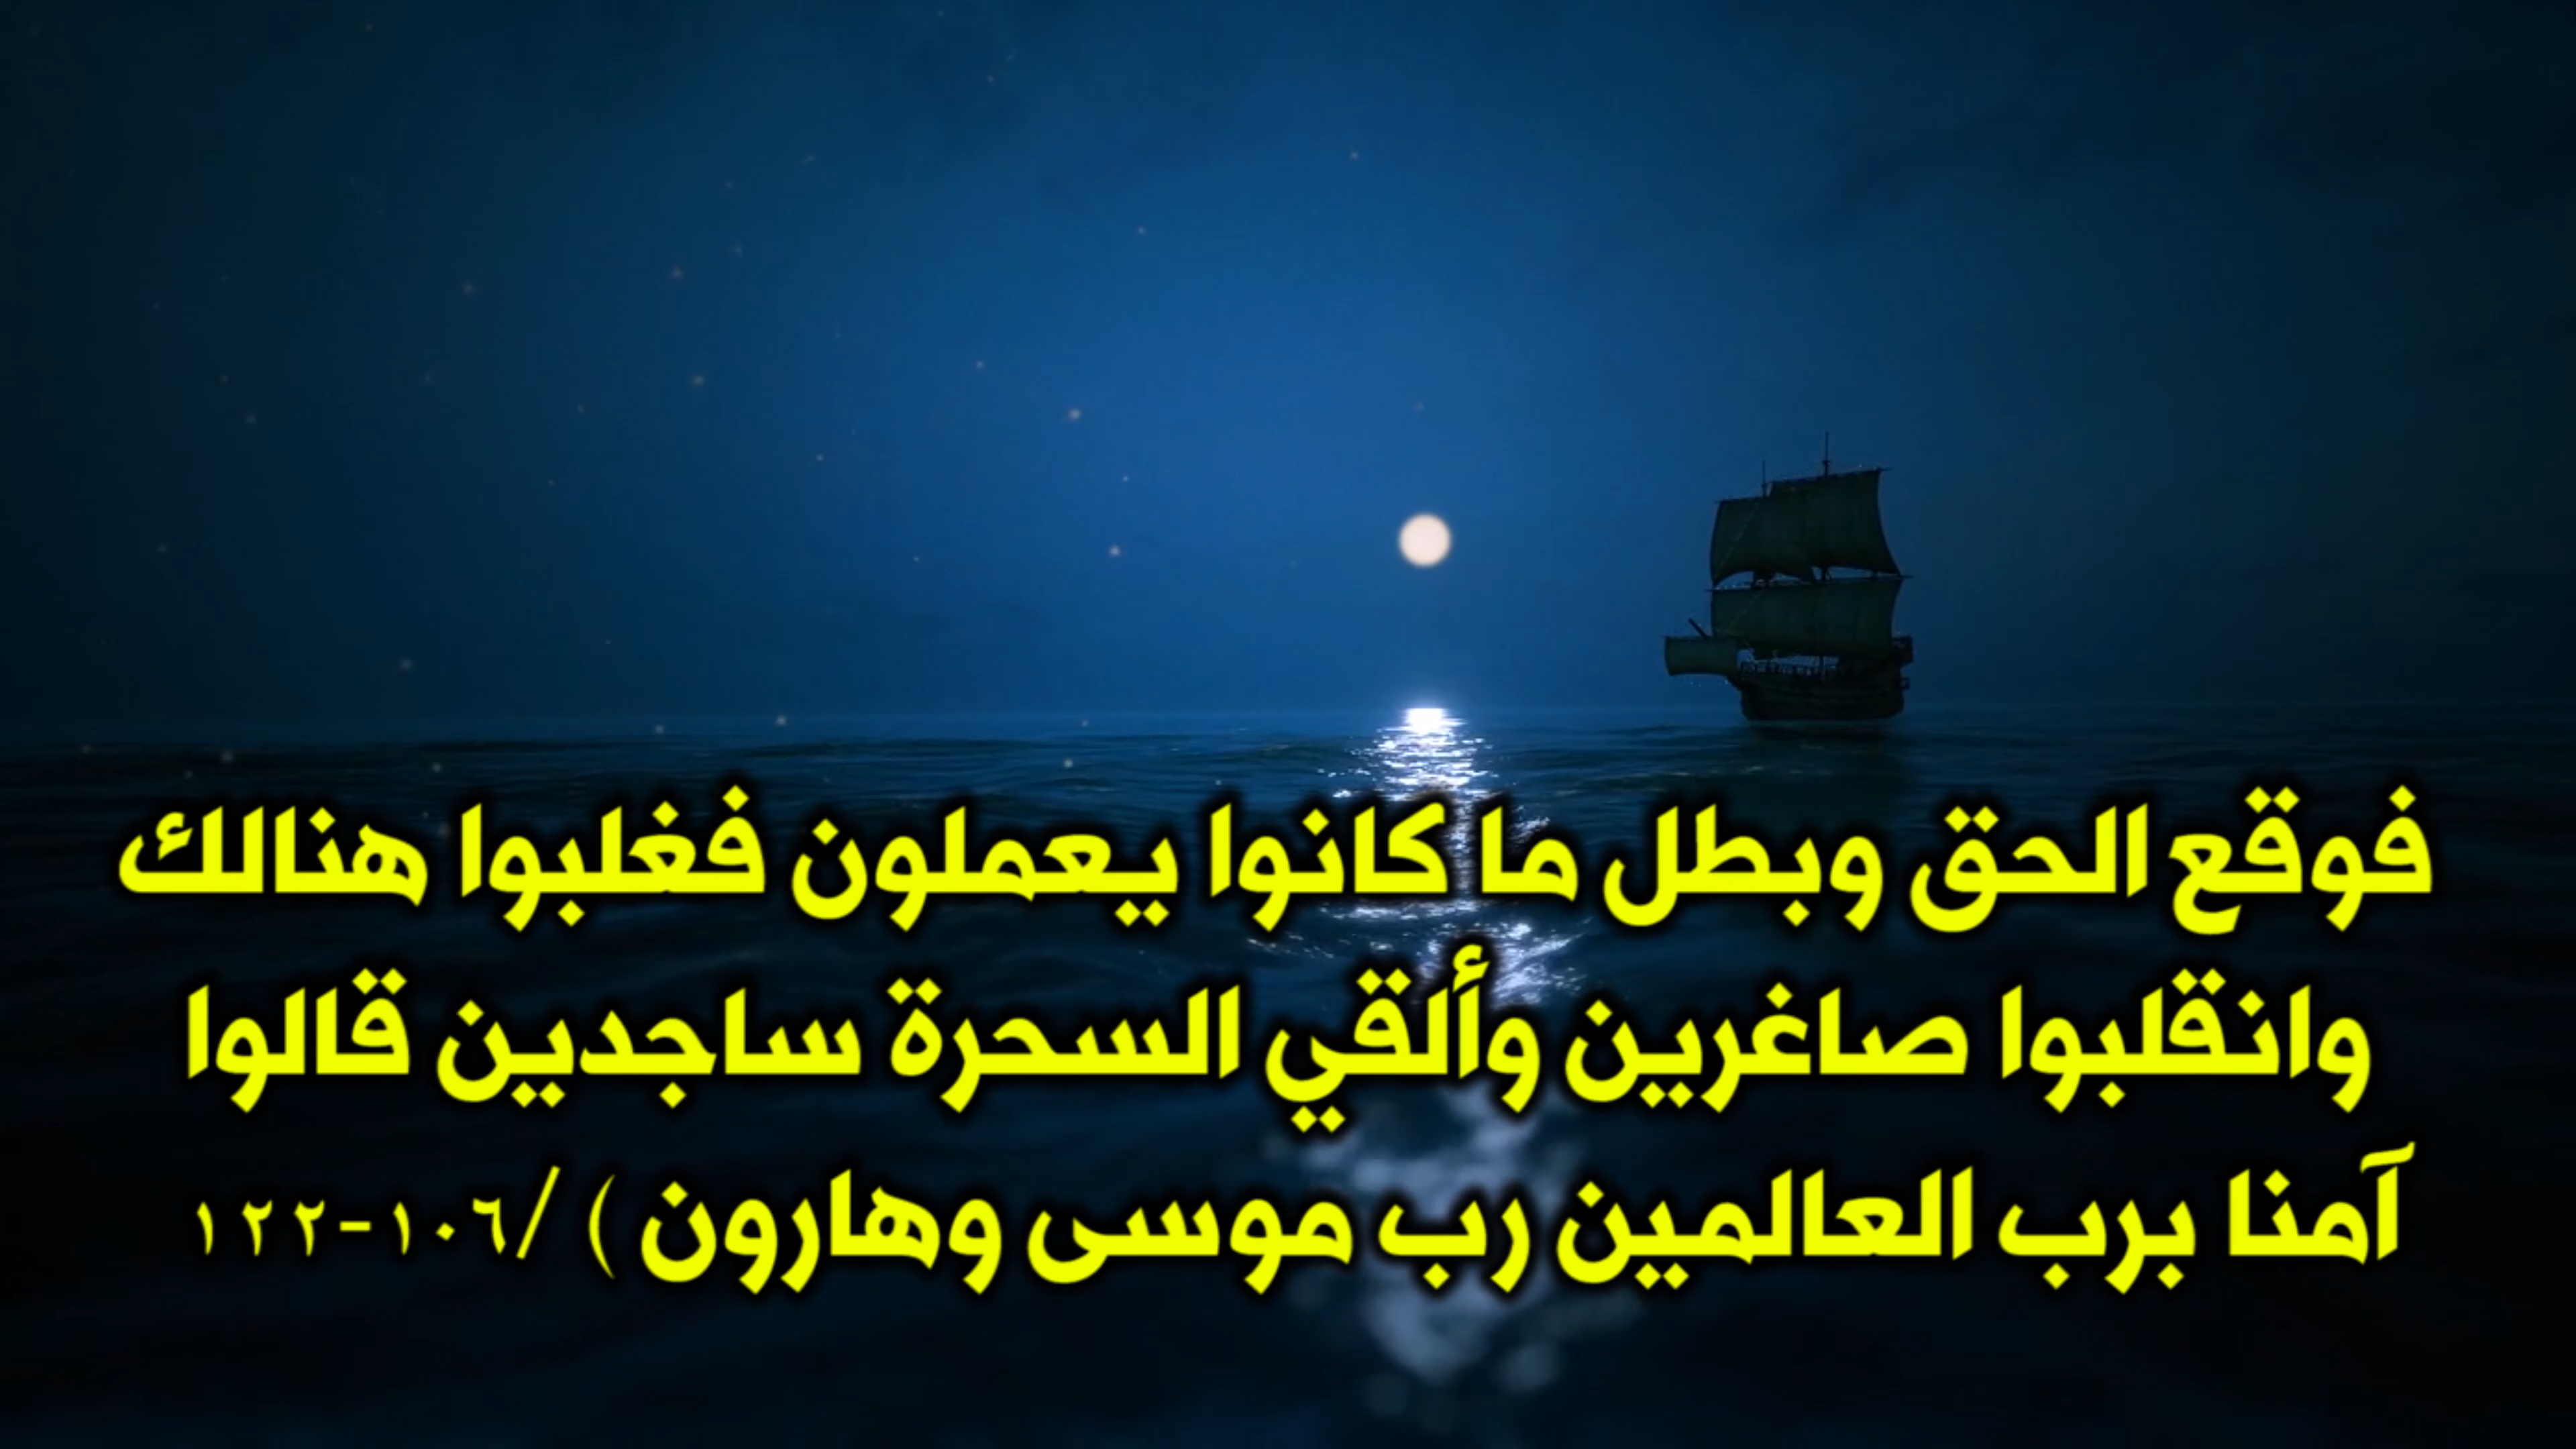 فوقع الحق وبطل ما كانوا يعملون فغلبوا هنالك
وانقلبوا صاغرين وألقي السحرة ساجدين قالوا
آمنا برب العالمين رب موسى وهارون ) /١٠٦-١٢٢